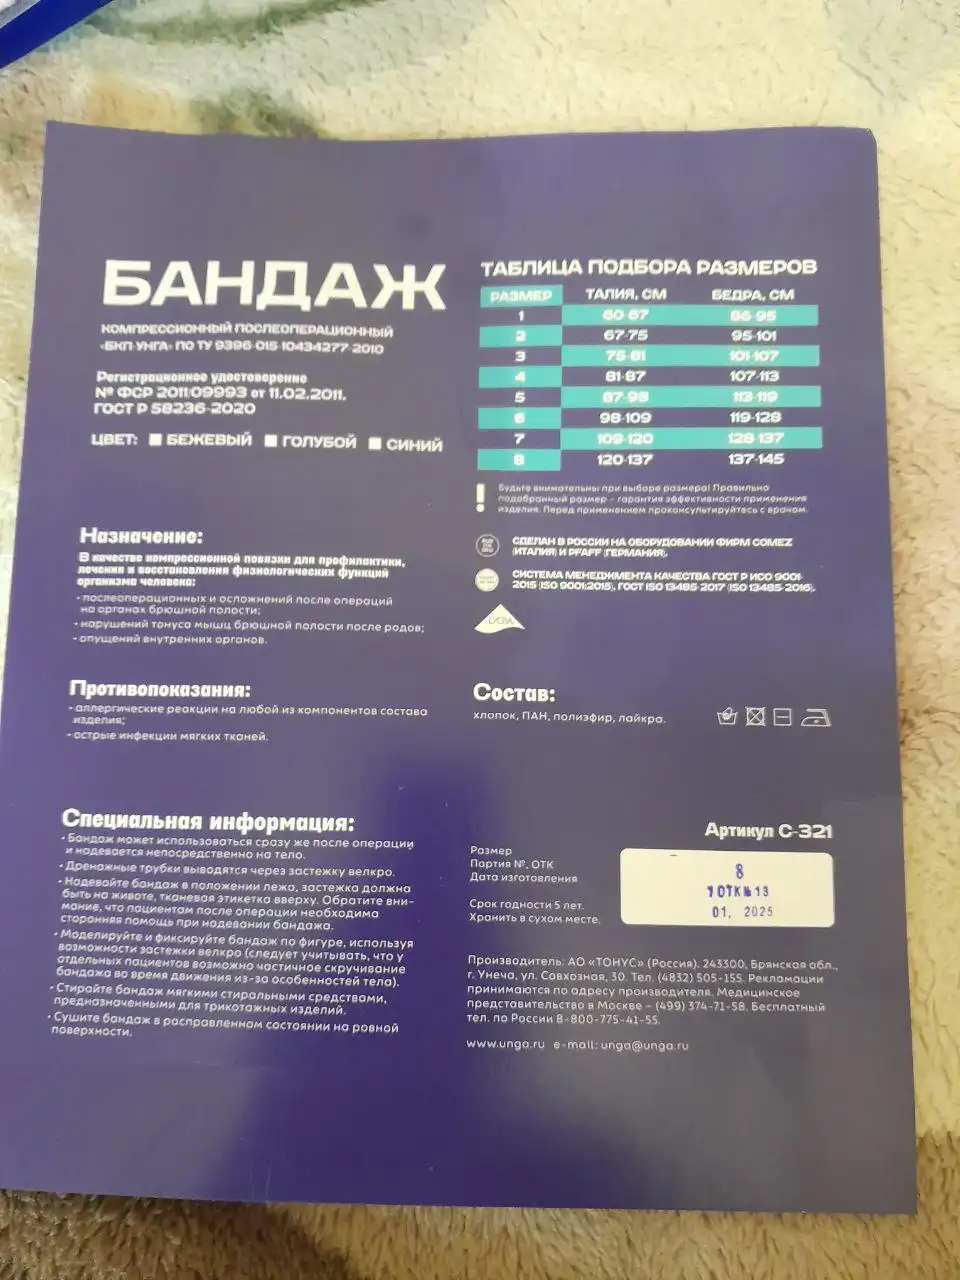 БАНДАЖ
КОМПРЕССИОННЫЙ ПОСЛЕОПЕРАЦИОННЫЙ
«БКП-УНГА» ПО ТУ 9396-015-10434277-2010
Регистрационное удостоверение
№ ФСР 2011/09993 от 11.02.2011.
ГОСТ Р 58236-2020
ЦВЕТ: БЕЖЕВЫЙ ГОЛУБОЙ СИНИЙ
ТАБЛИЦА ПОДБОРА РАЗМЕРОВ
РАЗМЕР ТАЛИЯ, СМ БЕДРА, СМ
1 60-67 86-95
2 67-75 95-101
3 75-81 101-107
4 81-87 107-113
5 87-98 113-119
6 98-109 119-128
7 109-120 128-137
8 120-137 137-145
! Будьте внимательны при выборе размера! Правильно
подобранный размер – гарантия эффективности применения
изделия. Перед применением проконсультируйтесь с врачом.
СДЕЛАН В РОССИИ НА ОБОРУДОВАНИИ ФИРМ COMEZ
(ИТАЛИЯ) И PFAFF (ГЕРМАНИЯ).
СИСТЕМА МЕНЕДЖМЕНТА КАЧЕСТВА ГОСТ Р ИСО 9001-
2015 (ISO 9001:2015), ГОСТ ISO 13485-2017 (ISO 13485-2016).
Назначение:
В качестве компрессионной повязки для профилактики,
лечения и восстановления физиологических функций
организма человека:
· послеоперационных и осложнений после операций
на органах брюшной полости;
· нарушений тонуса мышц брюшной полости после родов;
· опущений внутренних органов.
Противопоказания:
· аллергические реакции на любой из компонентов состава
изделия;
· острые инфекции мягких тканей.
Состав:
хлопок, ПАН, полиэфир, лайкра.
Специальная информация:
· Бандаж может использоваться сразу же после операции
и надевается непосредственно на тело.
· Дренажные трубки выводятся через застежку велкро.
· Надевайте бандаж в положении лежа, застежка должна
быть на животе, тканевая этикетка вверху. Обратите вни-
мание, что пациентам после операции необходима
сторонняя помощь при надевании бандажа.
· Моделируйте и фиксируйте бандаж по фигуре, используя
возможности застежки велкро (следует учитывать, что у
отдельных пациентов возможно частичное скручивание
бандажа во время движения из-за особенностей тела).
· Стирайте бандаж мягкими стиральными средствами,
предназначенными для трикотажных изделий.
· Сушите бандаж в расправленном состоянии на ровной
поверхности.
Артикул С-321
Размер
Партия №, ОТК
Дата изготовления
8
1 ОТК№13
01. 2025
Срок годности 5 лет.
Хранить в сухом месте.
Производитель: АО «ТОНУС» (Россия). 243300, Брянская обл.,
г. Унеча, ул. Совхозная, 30. Тел. (4832) 505-155. Рекламации
принимаются по адресу производителя. Медицинское
представительство в Москве – (499) 374-71-58. Бесплатный
тел. по России 8-800-775-41-55.
www.unga.ru e-mail: unga@unga.ru